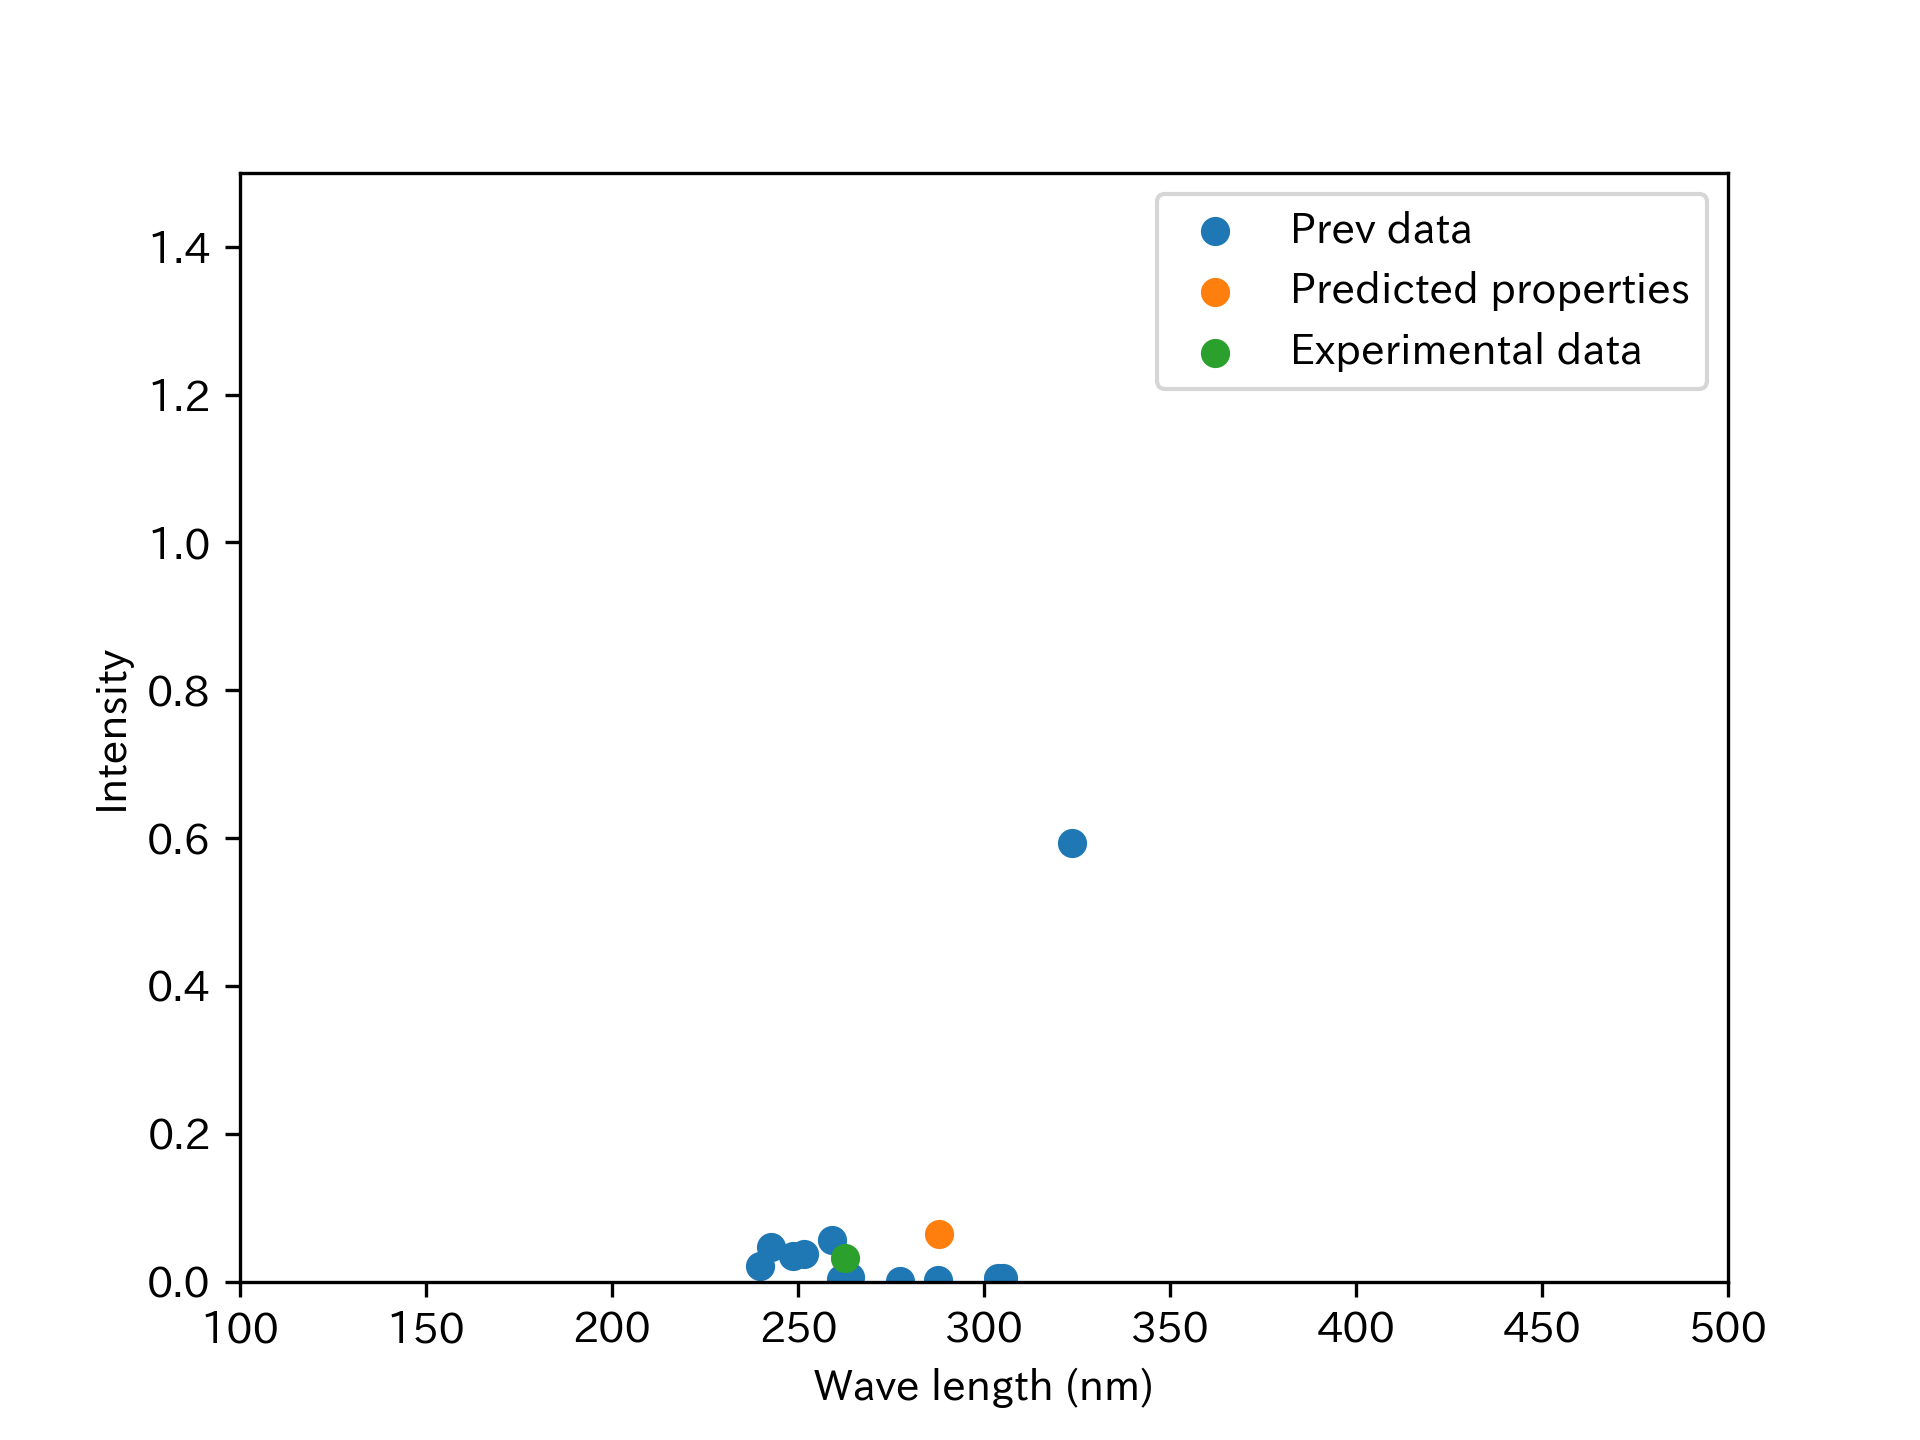 Prev data
Predicted properties
Experimental data
1.4
1.2
1.0
0.8
0.6
0.4
0.2
0.0
Intensity
100 150 200 250 300 350 400 450 500
Wave length (nm)